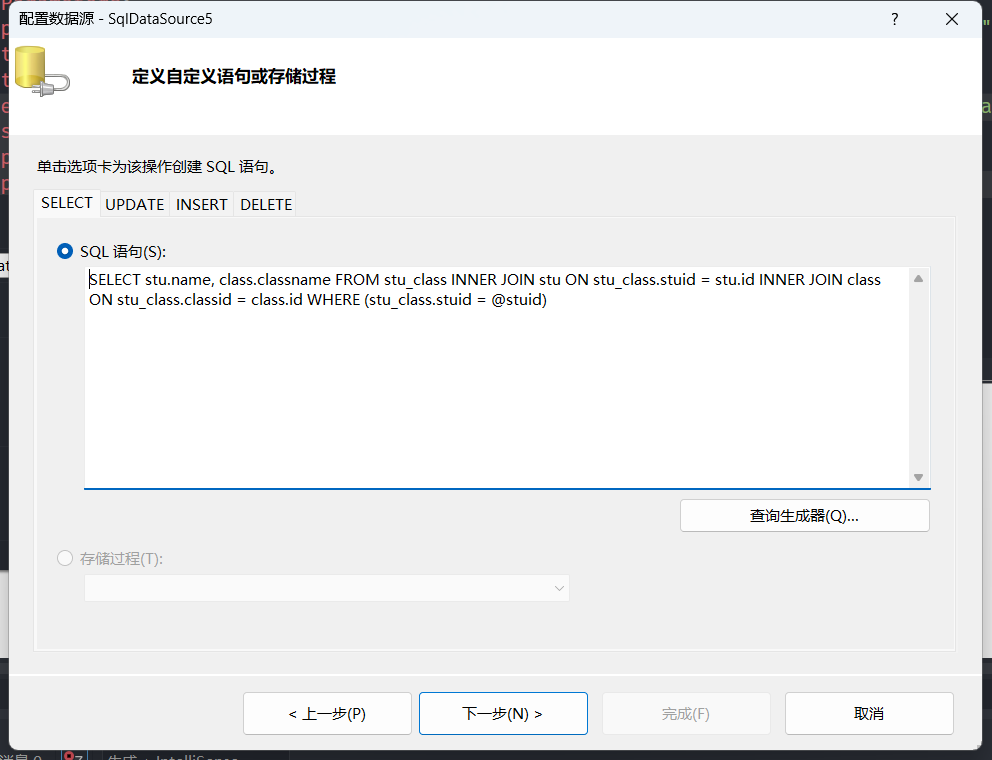 配置数据源 - SqlDataSource5
?
定义自定义语句或存储过程
单击选项卡为该操作创建 SQL 语句。
SELECT UPDATE INSERT DELETE
SQL 语句(S):
SELECT stu.name, class.classname FROM stu_class INNER JOIN stu ON stu_class.stuid = stu.id INNER JOIN class
ON stu_class.classid = class.id WHERE (stu_class.stuid = @stuid)
查询生成器(Q)...
存储过程(T):
< 上一步(P) 下一步(N) > 完成(F) 取消